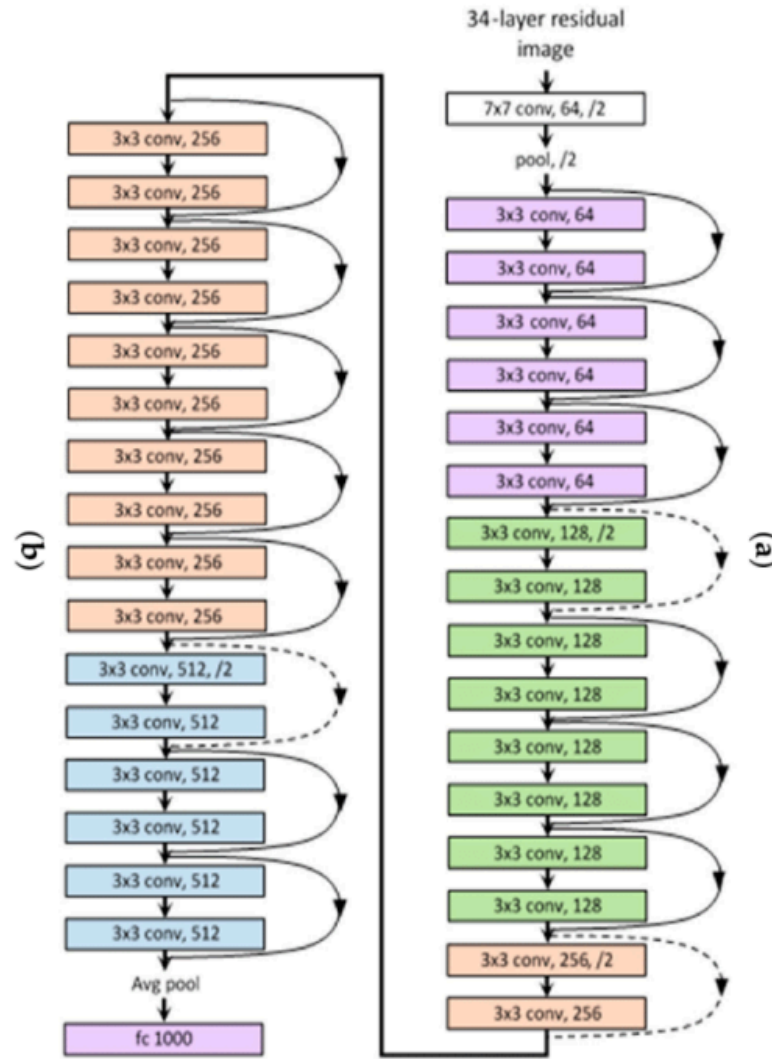 34-layer residual
image
7x7 conv, 64, /2
pool, /2
3x3 conv, 64
3x3 conv, 64
3x3 conv, 64
3x3 conv, 64
3x3 conv, 64
3x3 conv, 64
3x3 conv, 128, /2
3x3 conv, 128
3x3 conv, 128
3x3 conv, 128
3x3 conv, 128
3x3 conv, 128
3x3 conv, 128
3x3 conv, 128
3x3 conv, 256, /2
3x3 conv, 256
(a)
3x3 conv, 256
3x3 conv, 256
3x3 conv, 256
3x3 conv, 256
3x3 conv, 256
3x3 conv, 256
3x3 conv, 256
3x3 conv, 256
3x3 conv, 256
3x3 conv, 256
3x3 conv, 512, /2
3x3 conv, 512
3x3 conv, 512
3x3 conv, 512
3x3 conv, 512
3x3 conv, 512
Avg pool
fc 1000
(b)